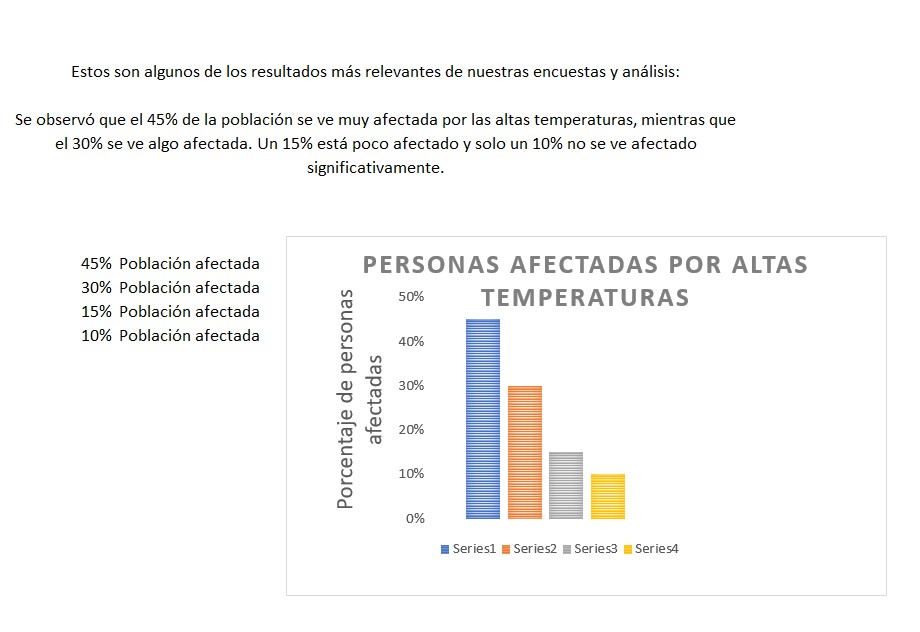 Estos son algunos de los resultados más relevantes de nuestras encuestas y análisis:
Se observó que el 45% de la población se ve muy afectada por las altas temperaturas, mientras que
el 30% se ve algo afectada. Un 15% está poco afectado y solo un 10% no se ve afectado
significativamente.
45% Población afectada
30% Población afectada
15% Población afectada
10% Población afectada
PERSONAS AFECTADAS POR ALTAS
TEMPERATURAS
Porcentaje de personas
afectadas
50%
40%
30%
20%
10%
0%
Series1 Series2 Series3 Series4